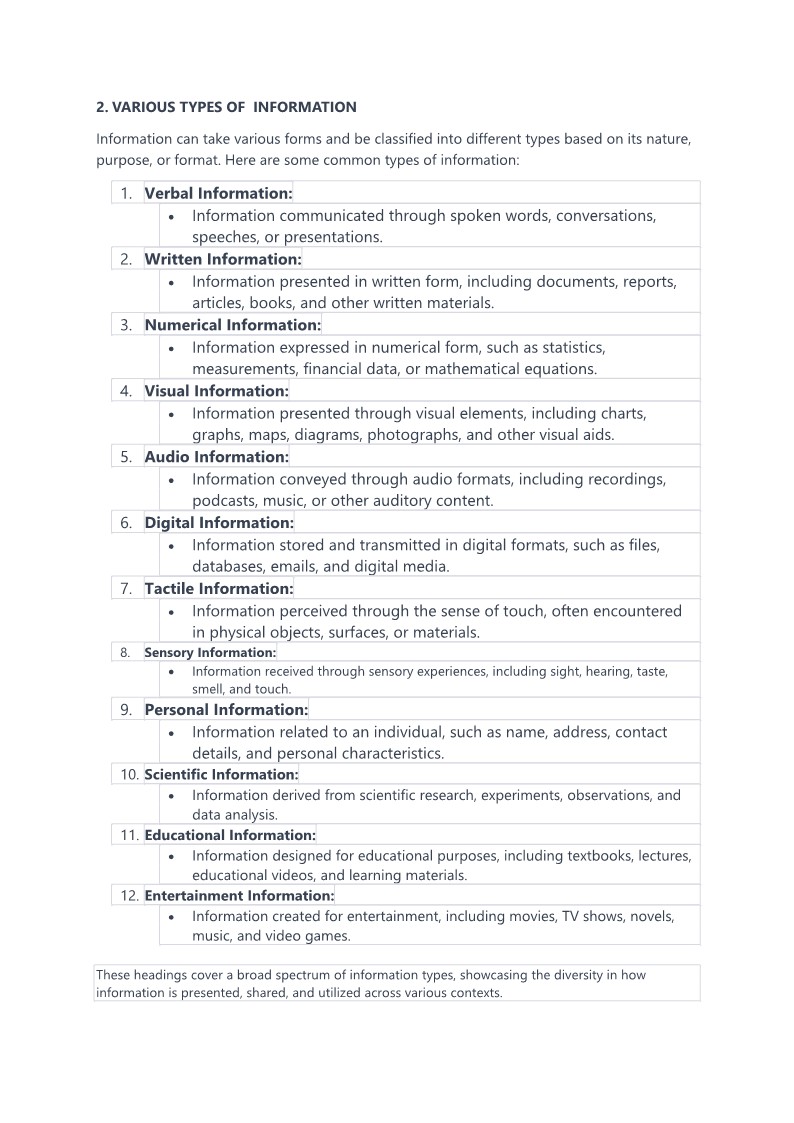 2. VARIOUS TYPES OF  INFORMATION
Information can take various forms and be classified into different types based on its nature,
purpose, or format. Here are some common types of information:
1. Verbal Information:
• Information communicated through spoken words, conversations,
speeches, or presentations.
2. Written Information:
• Information presented in written form, including documents, reports,
articles, books, and other written materials.
3. Numerical Information:
• Information expressed in numerical form, such as statistics,
measurements, financial data, or mathematical equations.
4. Visual Information:
• Information presented through visual elements, including charts,
graphs, maps, diagrams, photographs, and other visual aids.
5. Audio Information:
• Information conveyed through audio formats, including recordings,
podcasts, music, or other auditory content.
6. Digital Information:
• Information stored and transmitted in digital formats, such as files,
databases, emails, and digital media.
7. Tactile Information:
• Information perceived through the sense of touch, often encountered
in physical objects, surfaces, or materials.
8. Sensory Information:
• Information received through sensory experiences, including sight, hearing, taste,
smell, and touch.
9. Personal Information:
• Information related to an individual, such as name, address, contact
details, and personal characteristics.
10. Scientific Information:
• Information derived from scientific research, experiments, observations, and
data analysis.
11. Educational Information:
• Information designed for educational purposes, including textbooks, lectures,
educational videos, and learning materials.
12. Entertainment Information:
• Information created for entertainment, including movies, TV shows, novels,
music, and video games.
These headings cover a broad spectrum of information types, showcasing the diversity in how
information is presented, shared, and utilized across various contexts.